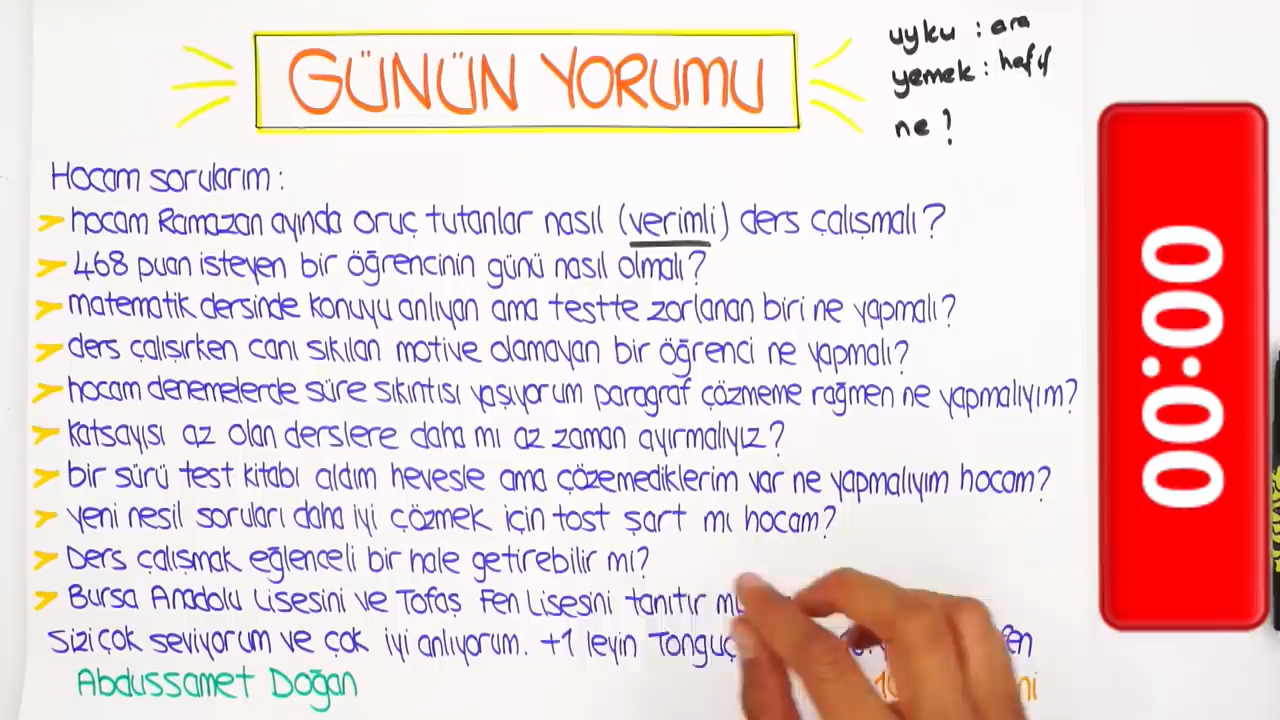 GÜNÜN YORUMU
uyku : ara
yemek : hafif
ne ?
Hocam sorularım :
➤ hocam Ramazan ayında oruç tutanlar nasıl (verimli) ders çalışmalı?
➤ 468 puan isteyen bir öğrencinin günü nasıl olmalı?
➤ matematik dersinde konuyu anlıyan ama testte zorlanan biri ne yapmalı?
➤ ders çalışırken canı sıkılan motive olamayan bir öğrenci ne yapmalı?
➤ hocam denemelerde süre sıkıntısı yaşıyorum paragraf çözmeme rağmen ne yapmalıyım?
➤ Katsayısı az olan derslere daha mı az zaman ayırmalıyız?
➤ bir sürü test kitabı aldım hevesle ama çözemediklerim var ne yapmalıyım hocam?
➤ yeni nesil soruları daha iyi çözmek için tost şart mı hocam?
➤ Ders çalışmak eğlenceli bir hale getirebilir mi?
➤ Bursa Anadolu Lisesini ve Tofaş Fen Lisesini tanıtır
Sizi çok seviyorum ve çok iyi anlıyorum. +1 leyin Tonguç
Abdussamet Doğan
00:00